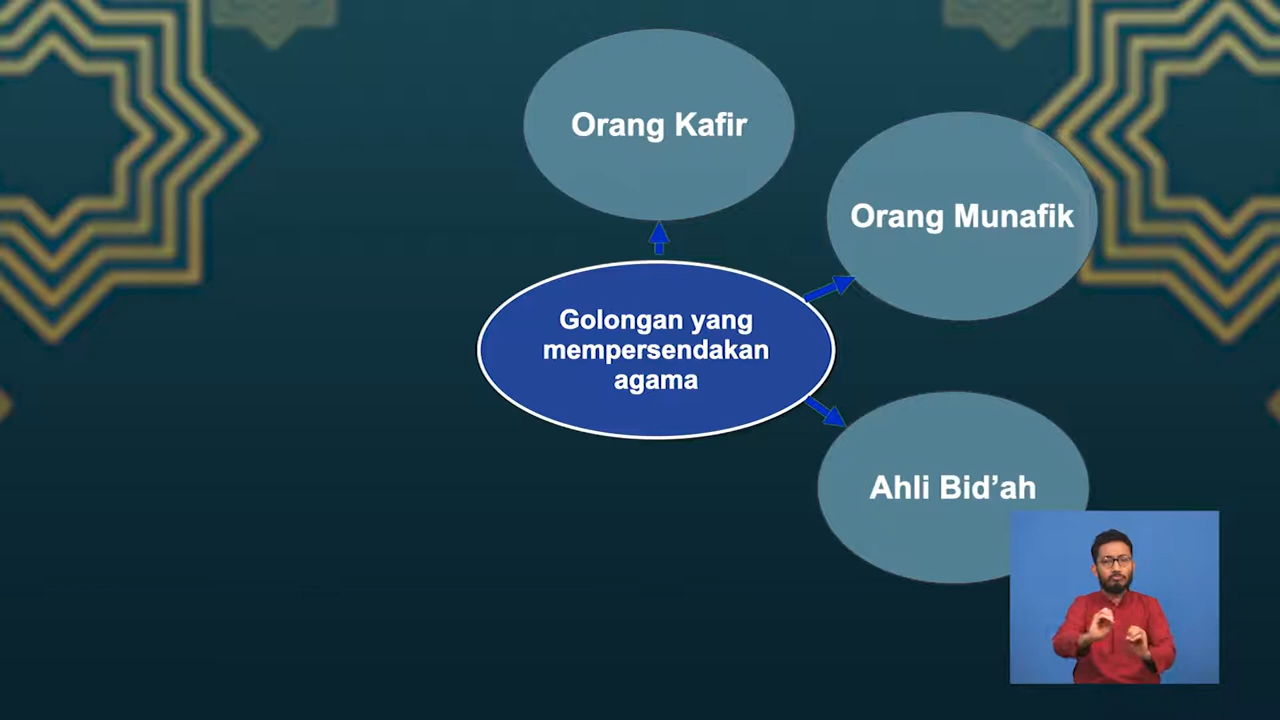 Orang Kafir
Orang Munafik
Golongan yang
mempersendakan
agama
Ahli Bid’ah